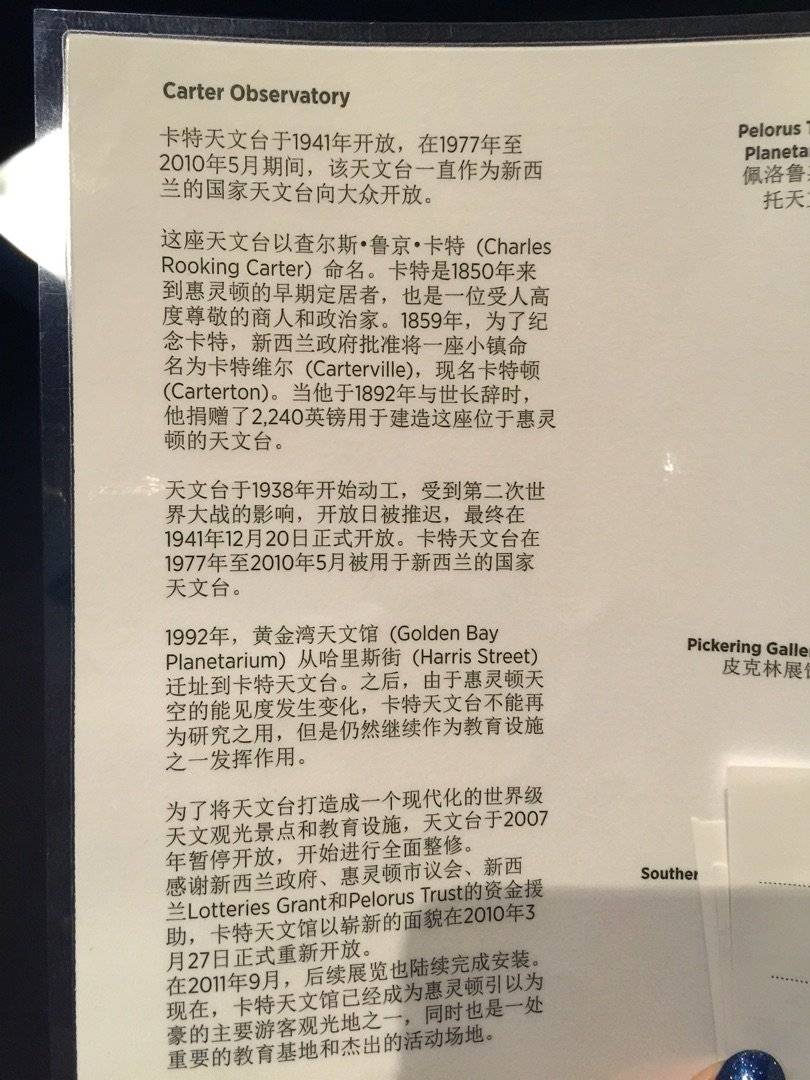 Carter Observatory
卡特天文台于1941年开放，在1977年至
2010年5月期间，该天文台一直作为新西
兰的国家天文台向大众开放。
这座天文台以查尔斯•鲁京•卡特 (Charles
Rooking Carter) 命名。卡特是1850年来
到惠灵顿的早期定居者，也是一位受人高
度尊敬的商人和政治家。1859年，为了纪
念卡特，新西兰政府批准将一座小镇命
名为卡特维尔 (Carterville)，现名卡特顿
(Carterton)。当他于1892年与世长辞时，
他捐赠了2,240英镑用于建造这座位于惠灵
顿的天文台。
天文台于1938年开始动工，受到第二次世
界大战的影响，开放日被推迟，最终在
1941年12月20日正式开放。卡特天文台在
1977年至2010年5月被用于新西兰的国家
天文台。
1992年，黄金湾天文馆 (Golden Bay
Planetarium) 从哈里斯街 (Harris Street)
迁址到卡特天文台。之后，由于惠灵顿天
空的能见度发生变化，卡特天文台不能再
为研究之用，但是仍然继续作为教育设施
之一发挥作用。
为了将天文台打造成一个现代化的世界级
天文观光景点和教育设施，天文台于2007
年暂停开放，开始进行全面整修。
感谢新西兰政府、惠灵顿市议会、新西
兰Lotteries Grant和Pelorus Trust的资金援
助，卡特天文馆以崭新的面貌在2010年3
月27日正式重新开放。
在2011年9月，后续展览也陆续完成安装。
现在，卡特天文馆已经成为惠灵顿引以为
豪的主要游客观光地之一，同时也是一处
重要的教育基地和杰出的活动场地。
Pelorus
佩洛鲁
托天
Pickering
皮克林展